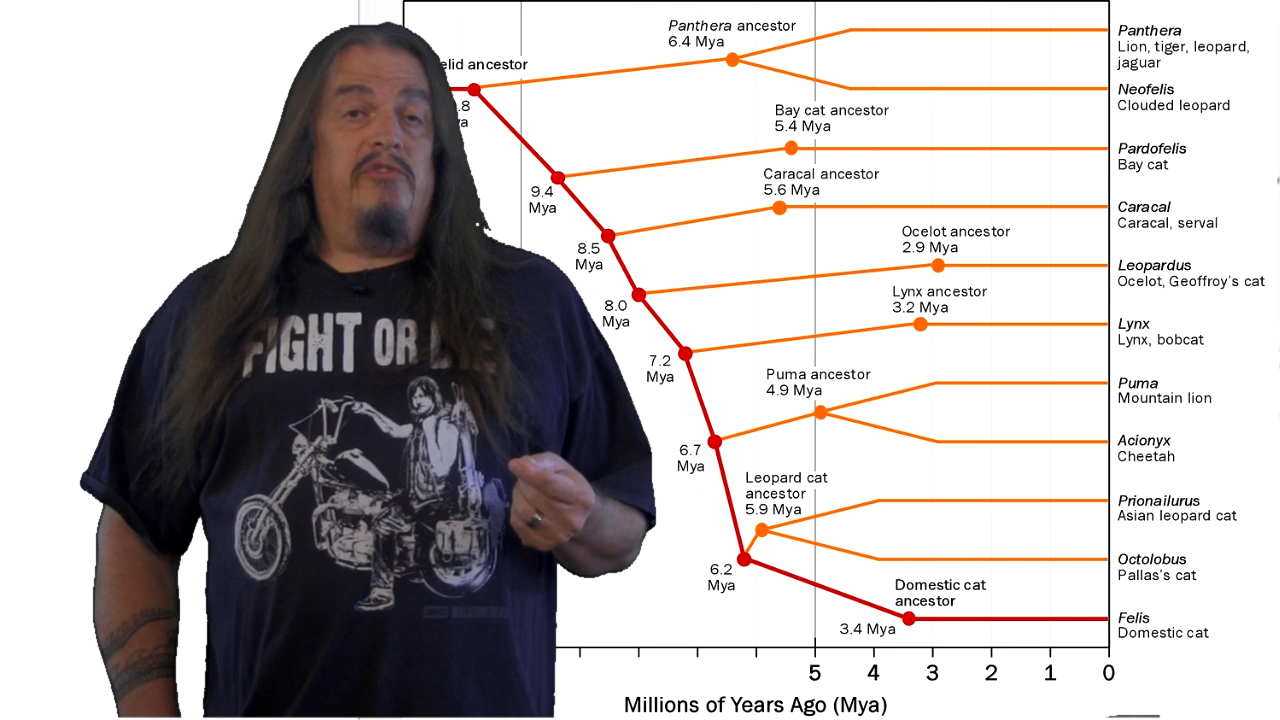 Panthera ancestor
6.4 Mya
Panthera
Lion, tiger, leopard,
jaguar
elid ancestor
.8
Neofelis
Clouded leopard
Bay cat ancestor
5.4 Mya
Pardofelis
Bay cat
9.4
Mya
Caracal ancestor
5.6 Mya
Caracal
Caracal, serval
8.5
Mya
Ocelot ancestor
2.9 Mya
Leopardus
Ocelot, Geoffroy's cat
8.0
Mya
Lynx ancestor
3.2 Mya
Lynx
Lynx, bobcat
7.2
Mya
Puma ancestor
4.9 Mya
Puma
Mountain lion
6.7
Mya
Acionyx
Cheetah
Leopard cat
ancestor
5.9 Mya
Prionailurus
Asian leopard cat
6.2
Mya
Octolobus
Pallas's cat
Domestic cat
ancestor
3.4 Mya
Felis
Domestic cat
5 4 3 2 1 0
Millions of Years Ago (Mya)
FIGHT OR